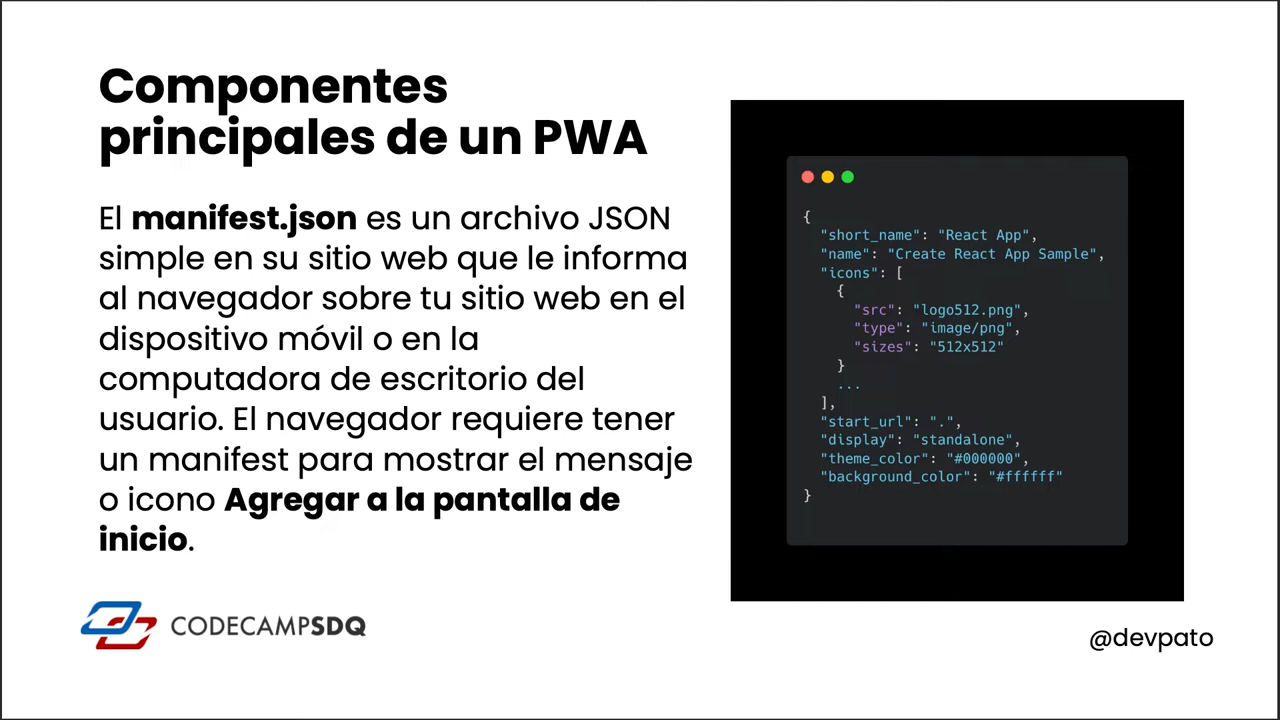 Componentes
principales de un PWA
El manifest.json es un archivo JSON
simple en su sitio web que le informa
al navegador sobre tu sitio web en el
dispositivo móvil o en la
computadora de escritorio del
usuario. El navegador requiere tener
un manifest para mostrar el mensaje
o icono Agregar a la pantalla de
inicio.
{
"short_name": "React App",
"name": "Create React App Sample",
"icons": [
{
"src": "logo512.png",
"type": "image/png",
"sizes": "512x512"
}
...
],
"start_url": ".",
"display": "standalone",
"theme_color": "#000000",
"background_color": "#ffffff"
}
CODECAMPSDQ
@devpato